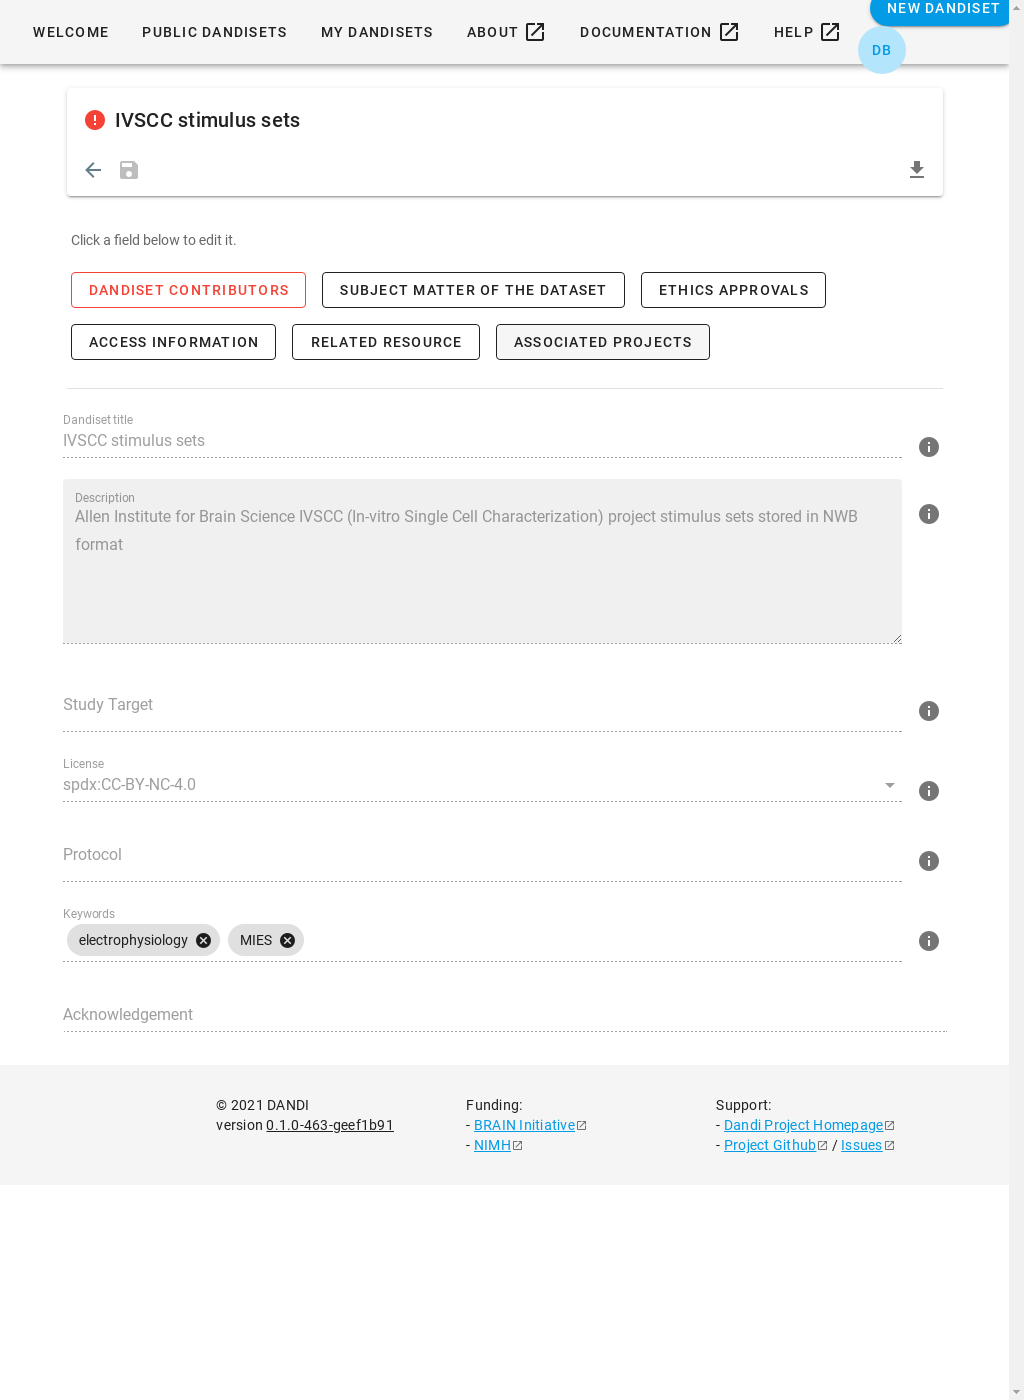 NEW DANDISET
WELCOME PUBLIC DANDISETS MY DANDISETS ABOUT DOCUMENTATION HELP
DB
IVSCC stimulus sets
Click a field below to edit it.
DANDISET CONTRIBUTORS SUBJECT MATTER OF THE DATASET ETHICS APPROVALS
ACCESS INFORMATION RELATED RESOURCE ASSOCIATED PROJECTS
Dandiset title
IVSCC stimulus sets
Description
Allen Institute for Brain Science IVSCC (In-vitro Single Cell Characterization) project stimulus sets stored in NWB
format
Study Target
License
spdx:CC-BY-NC-4.0
Protocol
Keywords
electrophysiology MIES
Acknowledgement
© 2021 DANDI
version 0.1.0-463-geef1b91
Funding:
- BRAIN Initiative
- NIMH
Support:
- Dandi Project Homepage
- Project Github / Issues